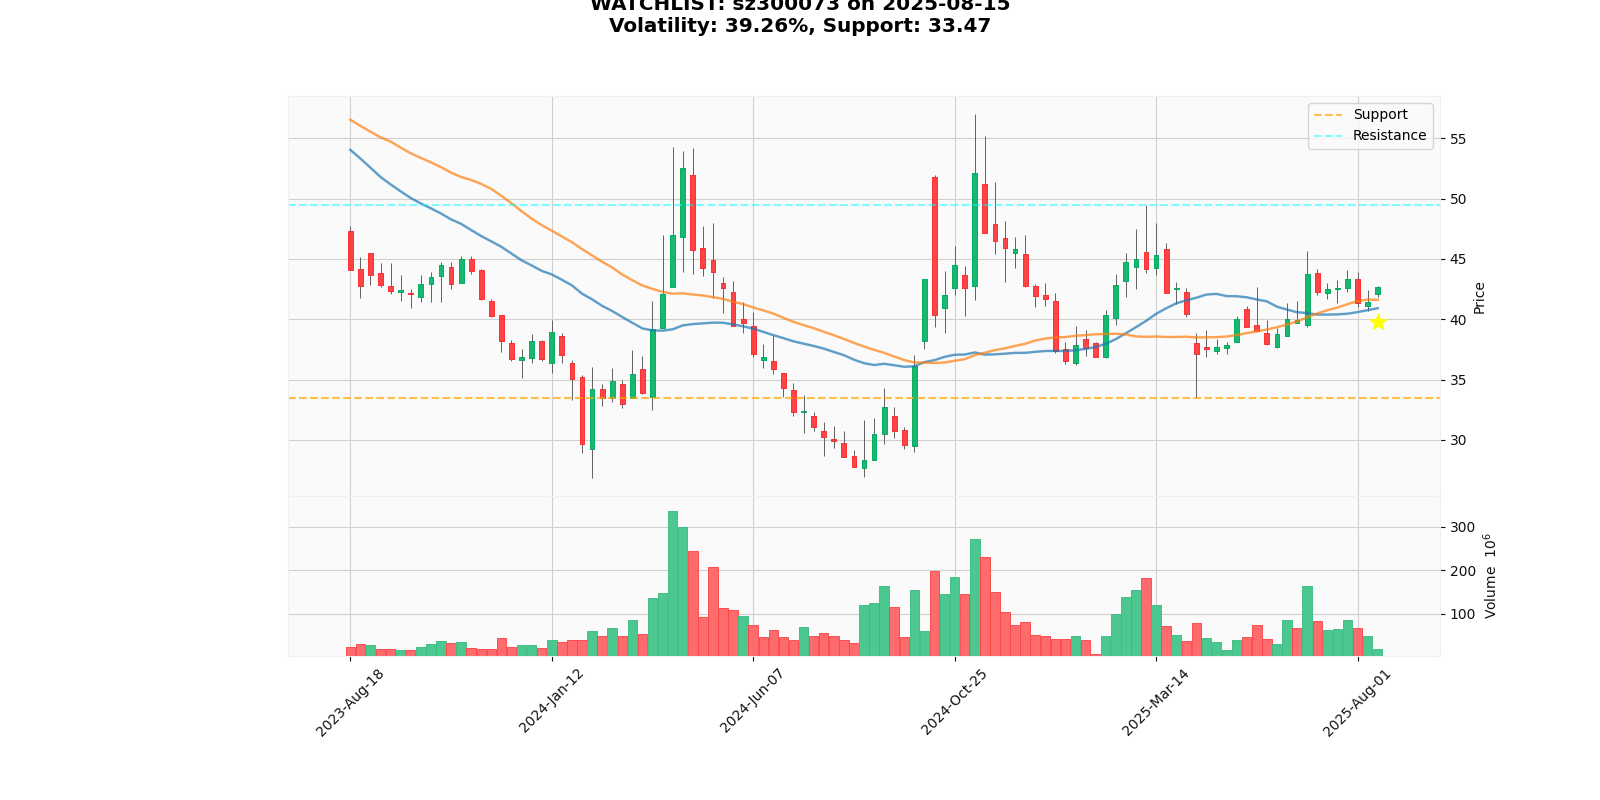 WATCHLIST: sz300073 on 2025-08-15
Volatility: 39.26%, Support: 33.47
Support
Resistance
55
50
45
40
35
30
Price
300
200
100
Volume 10⁶
2023-Aug-18
2024-Jan-12
2024-Jun-07
2024-Oct-25
2025-Mar-14
2025-Aug-01